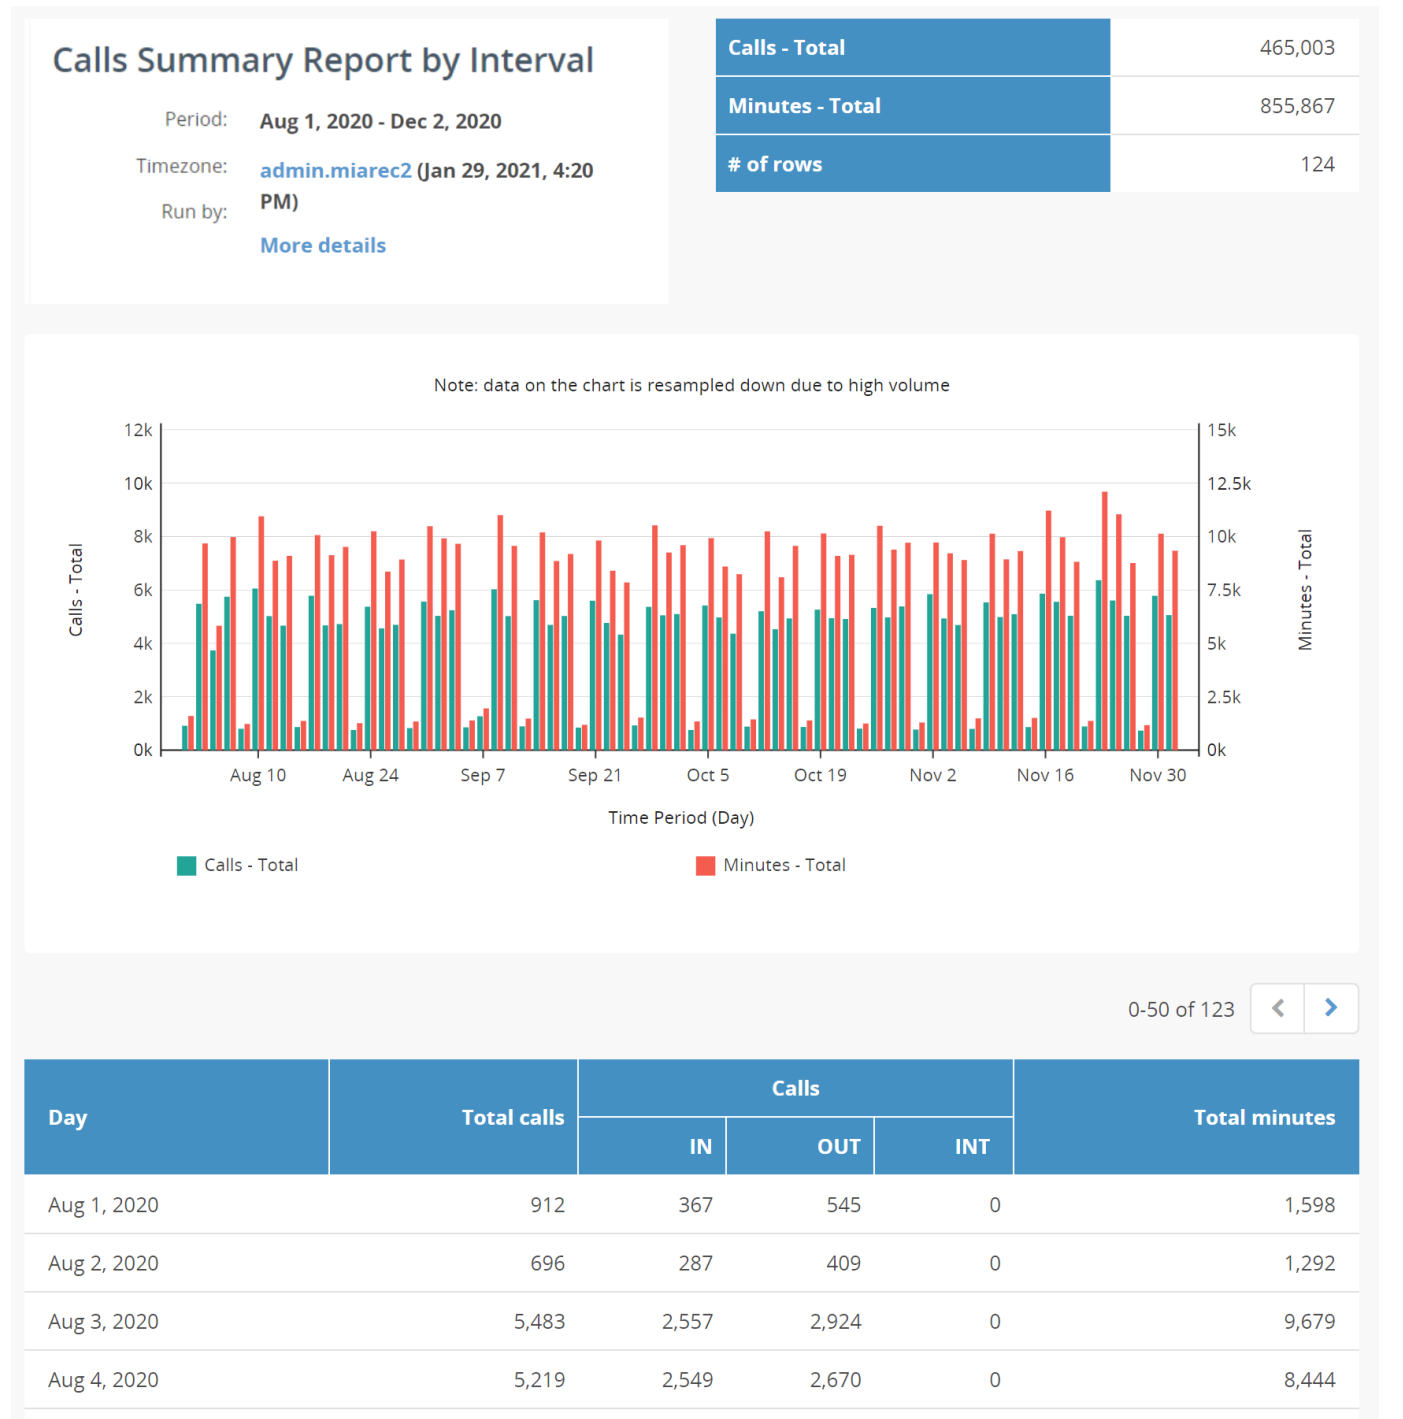 Calls Summary Report by Interval
Period: Aug 1, 2020 - Dec 2, 2020
Timezone: admin.miarec2 (Jan 29, 2021, 4:20
Run by: PM)
More details
Calls - Total 465,003
Minutes - Total 855,867
# of rows 124
Note: data on the chart is resampled down due to high volume
12k 15k
10k 12.5k
8k 10k
6k 7.5k
4k 5k
2k 2.5k
0k 0k
Calls - Total
Minutes - Total
Aug 10 Aug 24 Sep 7 Sep 21 Oct 5 Oct 19 Nov 2 Nov 16 Nov 30
Time Period (Day)
Calls - Total Minutes - Total
0-50 of 123
Day Total calls Calls Total minutes
IN OUT INT
Aug 1, 2020 912 367 545 0 1,598
Aug 2, 2020 696 287 409 0 1,292
Aug 3, 2020 5,483 2,557 2,924 0 9,679
Aug 4, 2020 5,219 2,549 2,670 0 8,444